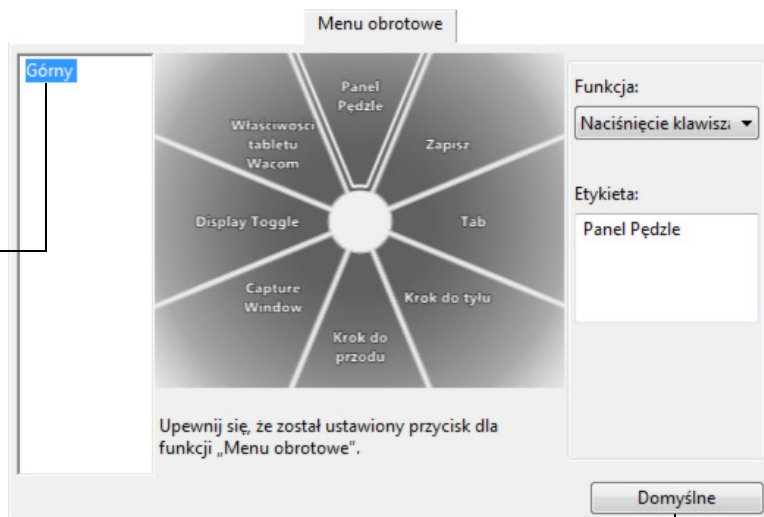 Menu obrotowe
Górny
Panel
Pędzle
Zapisz
Tab
Krok do tyłu
Krok do
przodu
Capture
Window
Display Toggle
Właściwości
tabletu
Wacom
Upewnij się, że został ustawiony przycisk dla
funkcji „Menu obrotowe”.
Funkcja:
Naciśnięcie klawisza
Etykieta:
Panel Pędzle
Domyślne